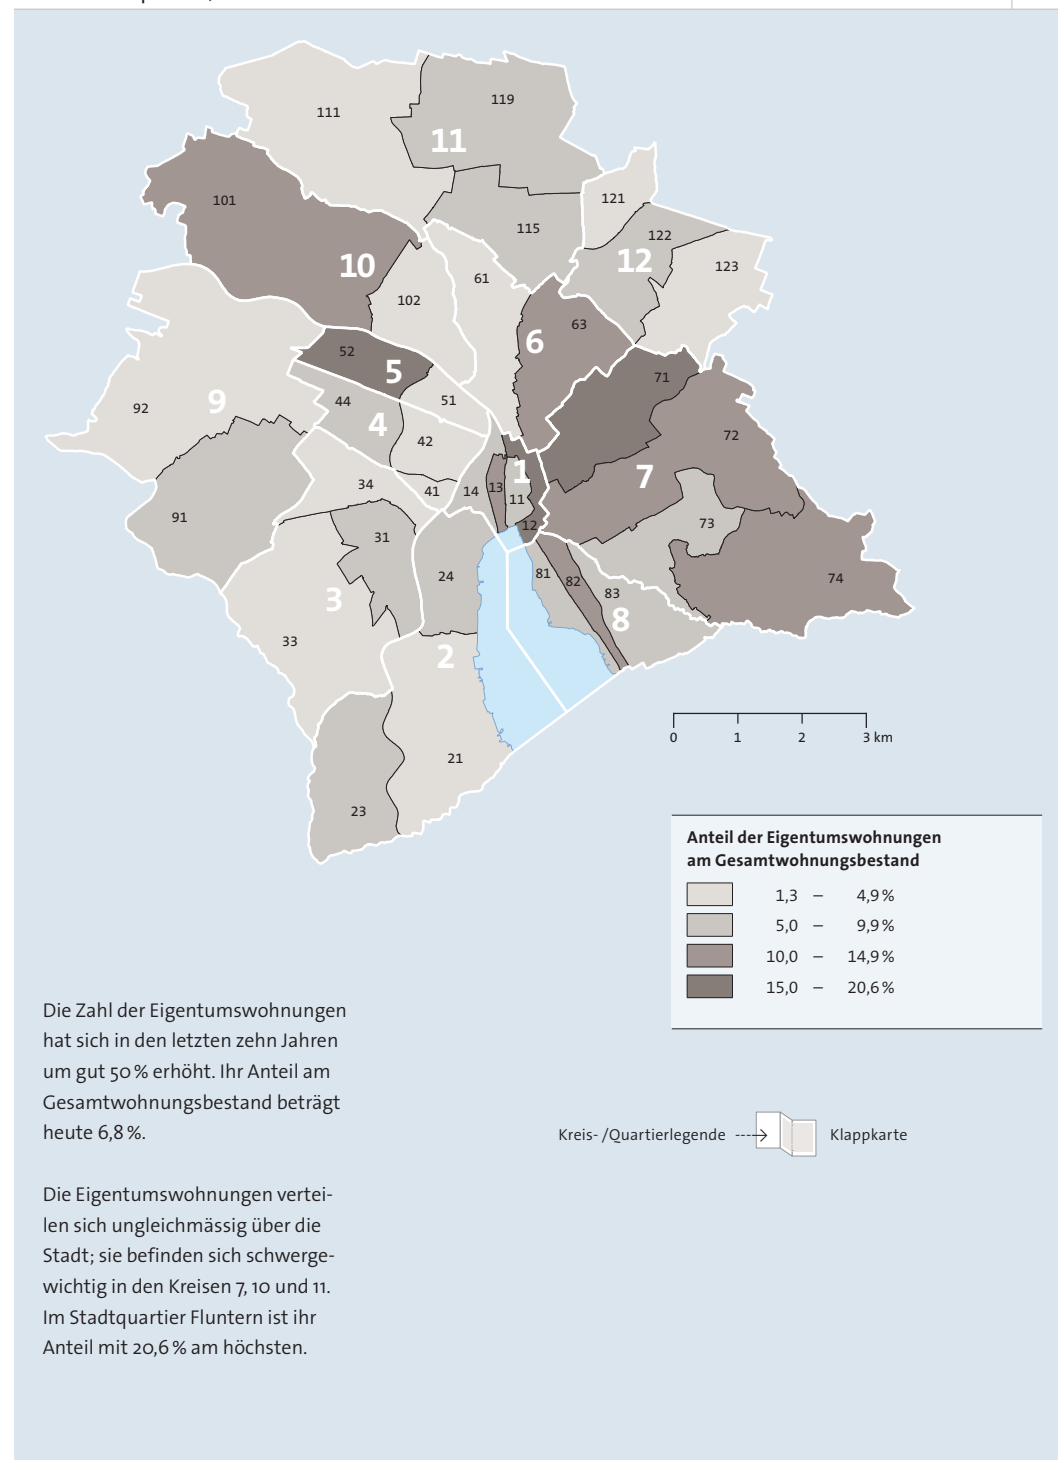 111
119
11
101
121
115
122
12
123
10
61
102
63
6
52
5
71
44
51
92
9
4
72
42
1
7
34
41
14
13
11
91
12
73
31
24
81
82
74
83
3
8
33
2
21
23
0 1 2 3 km
Anteil der Eigentumswohnungen
am Gesamtwohnungsbestand
1,3 – 4,9 %
5,0 – 9,9 %
10,0 – 14,9 %
15,0 – 20,6 %
Die Zahl der Eigentumswohnungen
hat sich in den letzten zehn Jahren
um gut 50 % erhöht. Ihr Anteil am
Gesamtwohnungsbestand beträgt
heute 6,8 %.
Kreis- /Quartierlegende
Klappkarte
Die Eigentumswohnungen vertei-
len sich ungleichmässig über die
Stadt; sie befinden sich schwerge-
wichtig in den Kreisen 7, 10 und 11.
Im Stadtquartier Fluntern ist ihr
Anteil mit 20,6 % am höchsten.